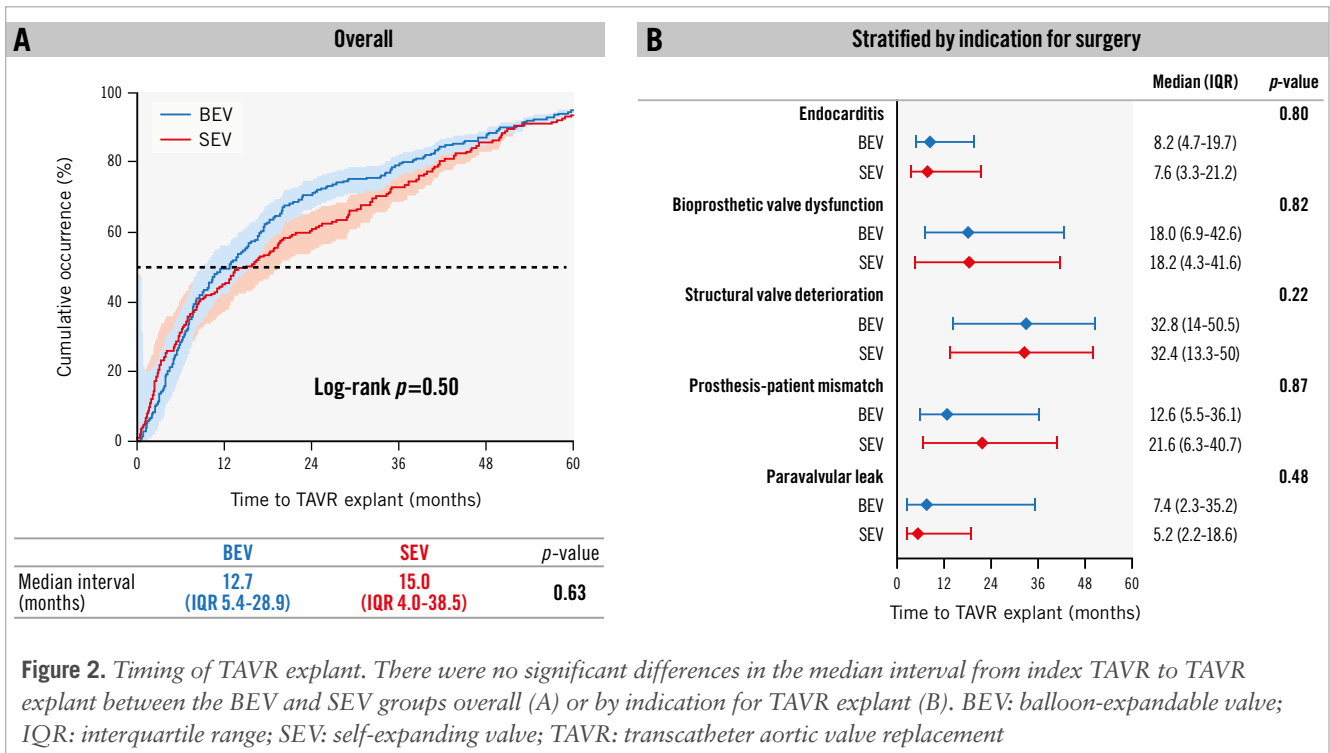 A
Overall
100
80
60
40
20
0
BEV
SEV
Cumulative occurrence (%)
Log-rank p=0.50
0 12 24 36 48 60
Time to TAVR explant (months)
BEV SEV p-value
Median interval (months) 12.7 (IQR 5.4-28.9) 15.0 (IQR 4.0-38.5) 0.63
B
Stratified by indication for surgery
Median (IQR) p-value
Endocarditis 0.80
BEV 8.2 (4.7-19.7)
SEV 7.6 (3.3-21.2)
Bioprosthetic valve dysfunction 0.82
BEV 18.0 (6.9-42.6)
SEV 18.2 (4.3-41.6)
Structural valve deterioration 0.22
BEV 32.8 (14-50.5)
SEV 32.4 (13.3-50)
Prosthesis-patient mismatch 0.87
BEV 12.6 (5.5-36.1)
SEV 21.6 (6.3-40.7)
Paravalvular leak 0.48
BEV 7.4 (2.3-35.2)
SEV 5.2 (2.2-18.6)
0 12 24 36 48 60
Time to TAVR explant (months)
Figure 2. Timing of TAVR explant. There were no significant differences in the median interval from index TAVR to TAVR
explant between the BEV and SEV groups overall (A) or by indication for TAVR explant (B). BEV: balloon-expandable valve;
IQR: interquartile range; SEV: self-expanding valve; TAVR: transcatheter aortic valve replacement